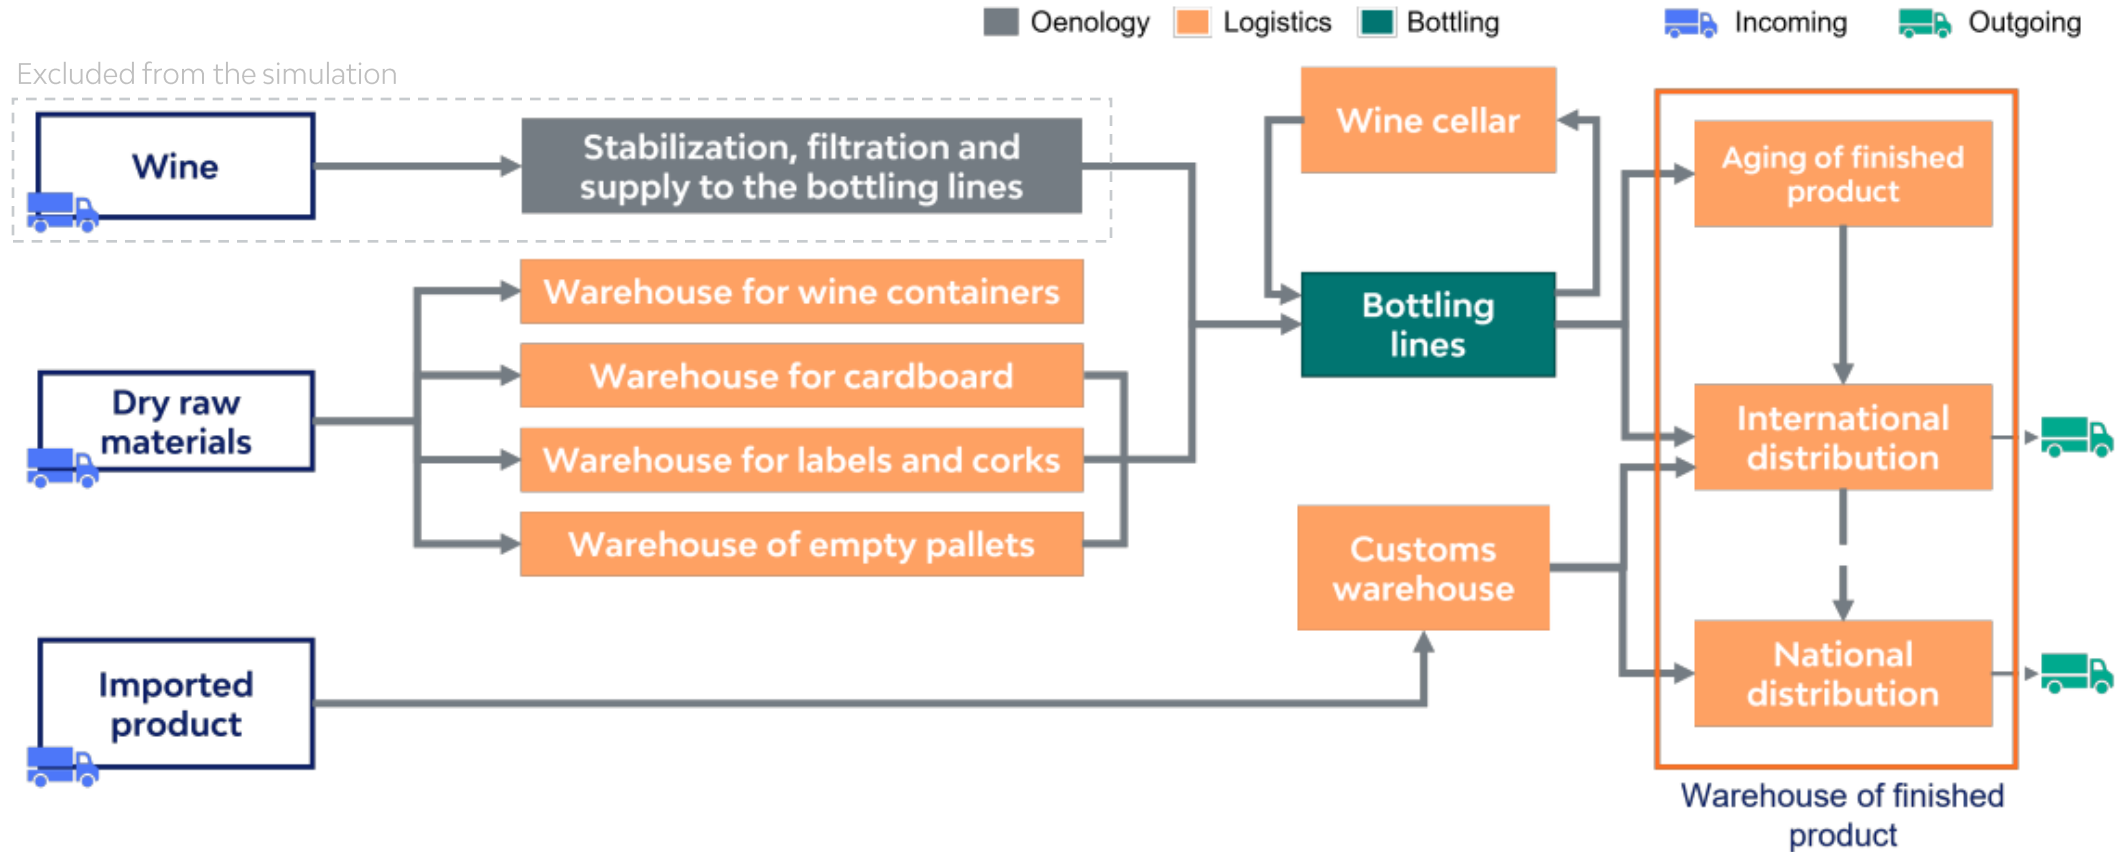 Oenology
Logistics
Bottling
Incoming
Outgoing
Excluded from the simulation
Wine
Stabilization, filtration and
supply to the bottling lines
Wine cellar
Aging of finished
product
Warehouse for wine containers
Bottling
lines
Warehouse for cardboard
Dry raw
materials
International
distribution
Warehouse for labels and corks
Warehouse of empty pallets
Customs
warehouse
Imported
product
National
distribution
Warehouse of finished
product